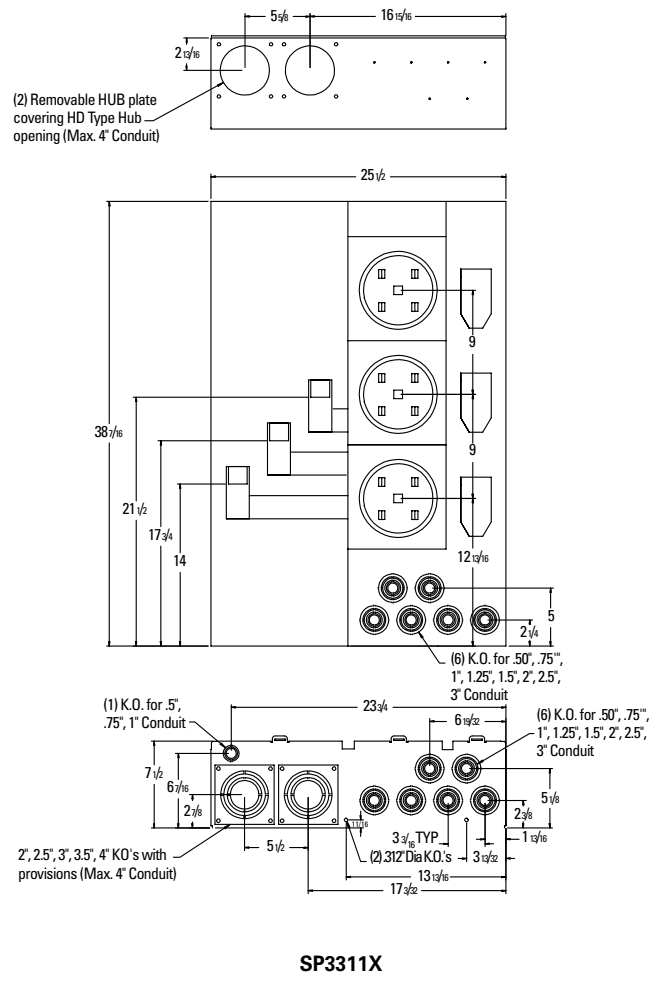 5 5/8
16 15/16
2 13/16
(2) Removable HUB plate
covering HD Type Hub
opening (Max. 4" Conduit)
25 1/2
9
38 7/16
9
21 1/2
17 3/4
12 13/16
14
5
2 1/4
(6) K.O. for .50", .75"",
1", 1.25", 1.5", 2", 2.5",
3" Conduit
(1) K.O. for .5",
.75", 1" Conduit
23 3/4
6 19/32
(6) K.O. for .50", .75"",
1", 1.25", 1.5", 2", 2.5",
3" Conduit
7 1/2
6 7/16
2 7/8
5 1/8
2 3/8
11/16
3 3/16 TYP
1 13/16
5 1/2
(2).312"Dia K.O.'s
3 13/32
2", 2.5", 3", 3.5", 4" KO's with
provisions (Max. 4" Conduit)
13 13/16
17 3/32
SP3311X